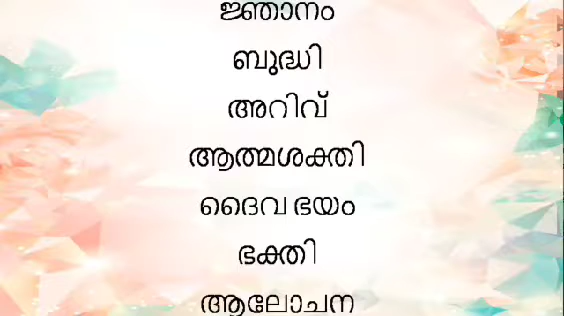 ജ്ഞാനം
ബുദ്ധി
അറിവ്
ആത്മശക്തി
ദൈവ ഭയം
ഭക്തി
ആലോചന